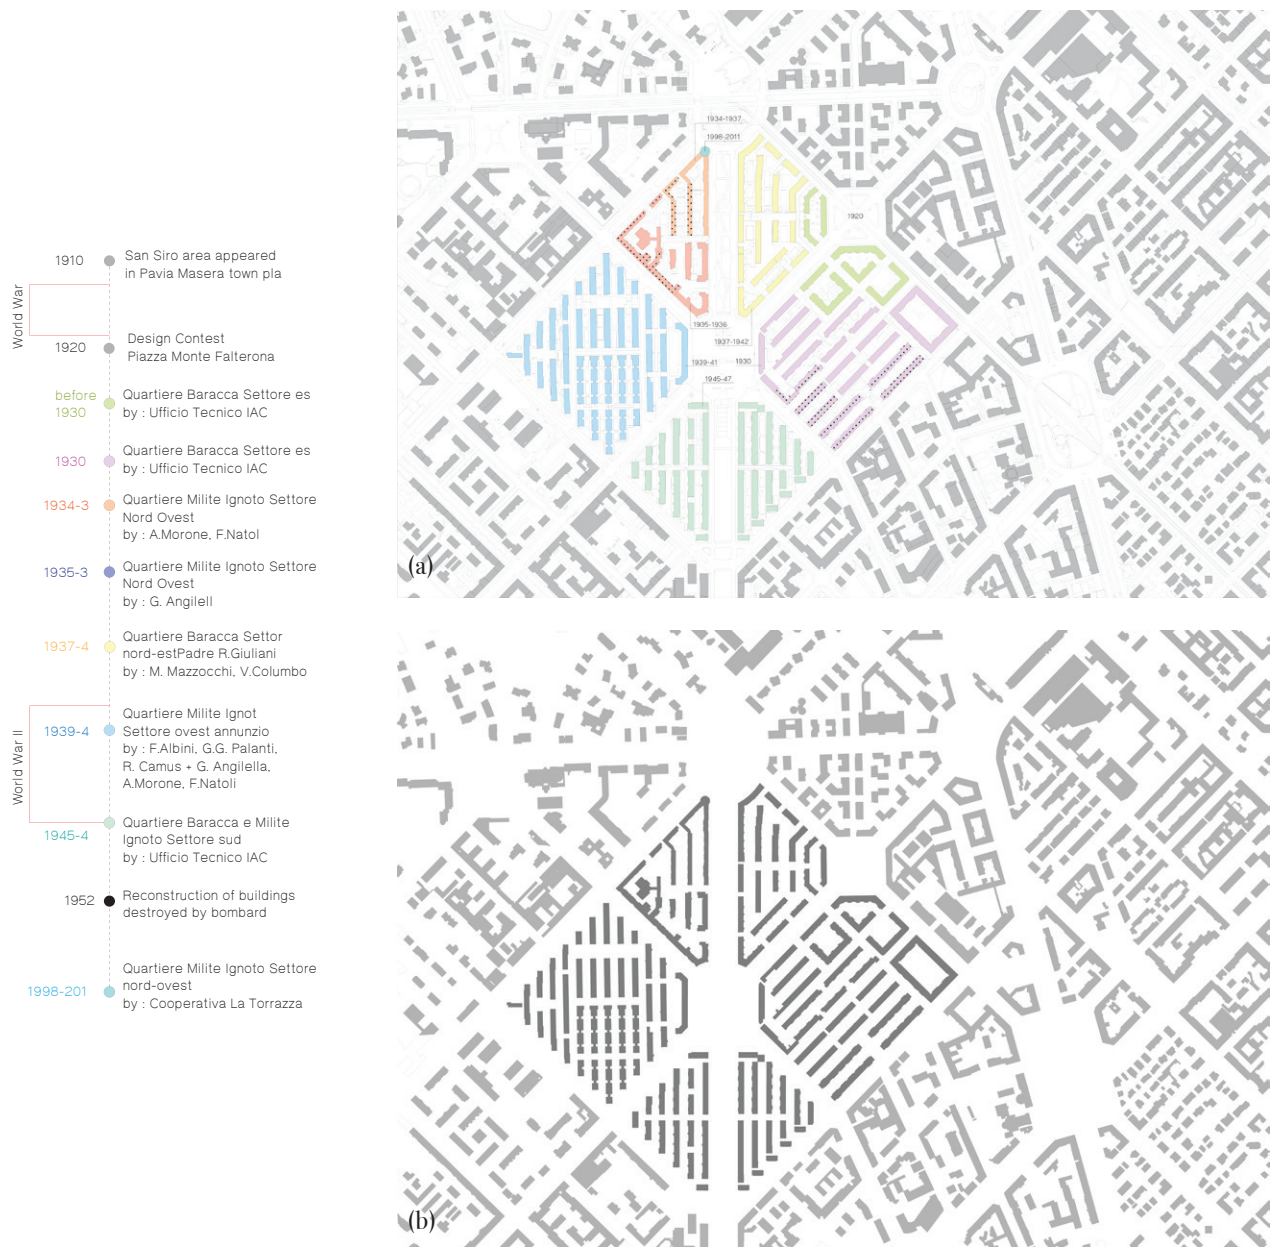 1910
San Siro area appeared
in Pavia Masera town pla
World War
1920
Design Contest
Piazza Monte Falterona
before
1930
Quartiere Baracca Settore es
by : Ufficio Tecnico IAC
1930
Quartiere Baracca Settore es
by : Ufficio Tecnico IAC
1934-3
Quartiere Milite Ignoto Settore
Nord Ovest
by : A.Morone, F.Natol
1935-3
Quartiere Milite Ignoto Settore
Nord Ovest
by : G. Angilell
1937-4
Quartiere Baracca Settor
nord-estPadre R.Giuliani
by : M. Mazzocchi, V.Columbo
World War II
1939-4
Quartiere Milite Ignot
Settore ovest annunzio
by : F.Albini, G.G. Palanti,
R. Camus + G. Angilella,
A.Morone, F.Natoli
1945-4
Quartiere Baracca e Milite
Ignoto Settore sud
by : Ufficio Tecnico IAC
1952
Reconstruction of buildings
destroyed by bombard
1998-201
Quartiere Milite Ignoto Settore
nord-ovest
by : Cooperativa La Torrazza
1934-1937
1998-2011
1920
1935-1936
1937-1942
1939-41
1930
1945-47
(a)
(b)